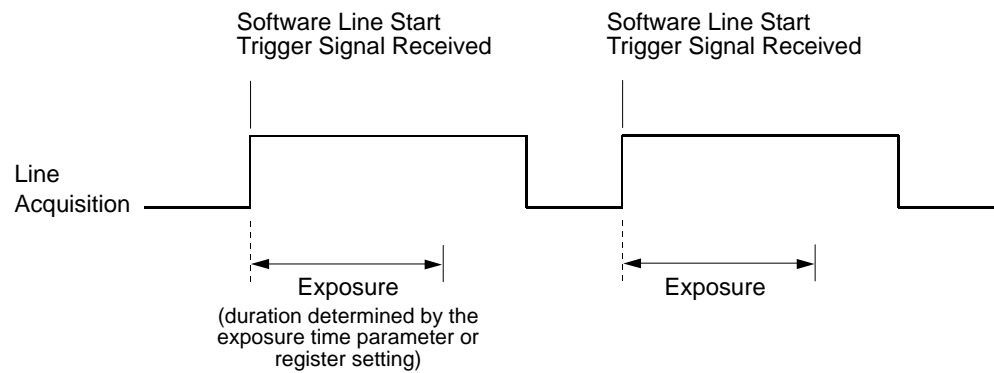 Software Line Start
Trigger Signal Received
Software Line Start
Trigger Signal Received
Line
Acquisition
Exposure
(duration determined by the
exposure time parameter or
register setting)
Exposure